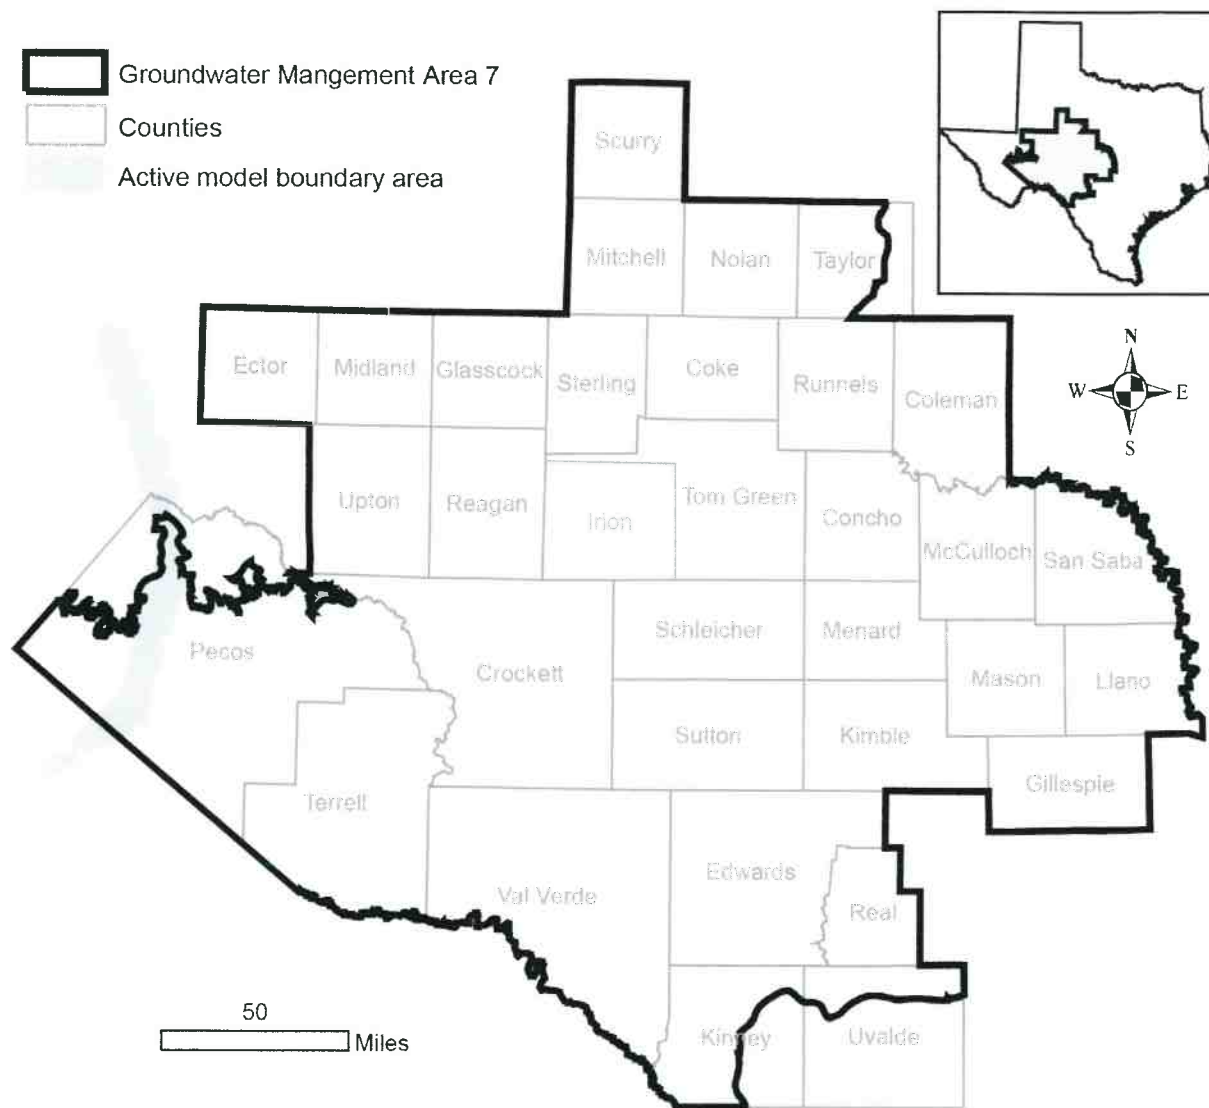 Groundwater Mangement Area 7
Counties
Active model boundary area
Scurry
Mitchell
Nolan
Taylor
Ector
Midland
Glasscock
Sterling
Coke
Runnels
Coleman
N
W
E
S
Upton
Reagan
Irion
Tom Green
Concho
McCulloch
San Saba
Pecos
Crockett
Schleicher
Menard
Mason
Llano
Sutton
Kimble
Gillespie
Terrell
Val Verde
Edwards
Real
Kinney
Uvalde
50
Miles